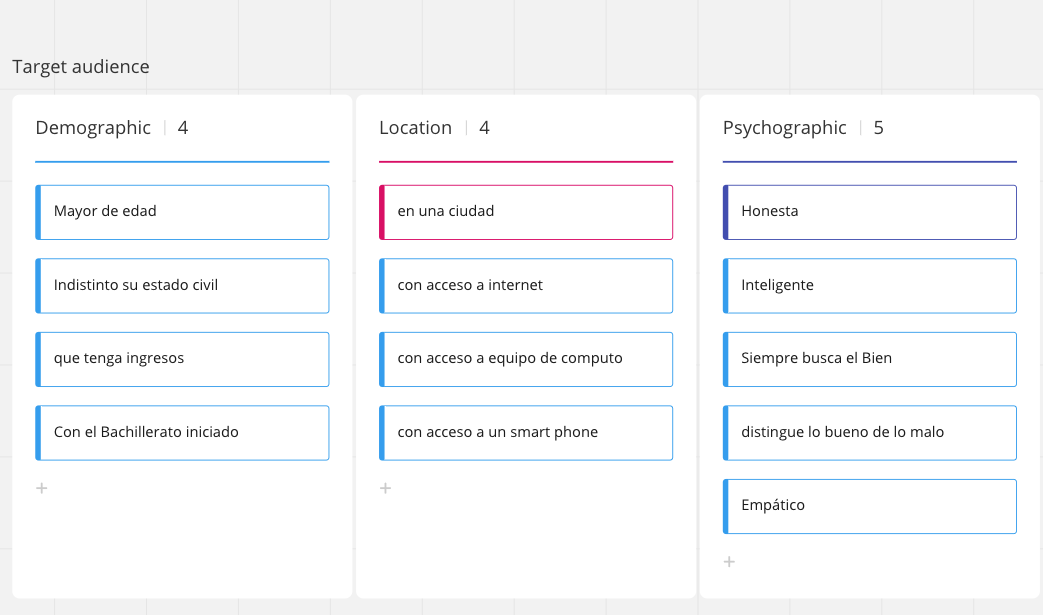 Target audience
Demographic | 4
Mayor de edad
Indistinto su estado civil
que tenga ingresos
Con el Bachillerato iniciado
+
Location | 4
en una ciudad
con acceso a internet
con acceso a equipo de computo
con acceso a un smart phone
+
Psychographic | 5
Honesta
Inteligente
Siempre busca el Bien
distingue lo bueno de lo malo
Empático
+